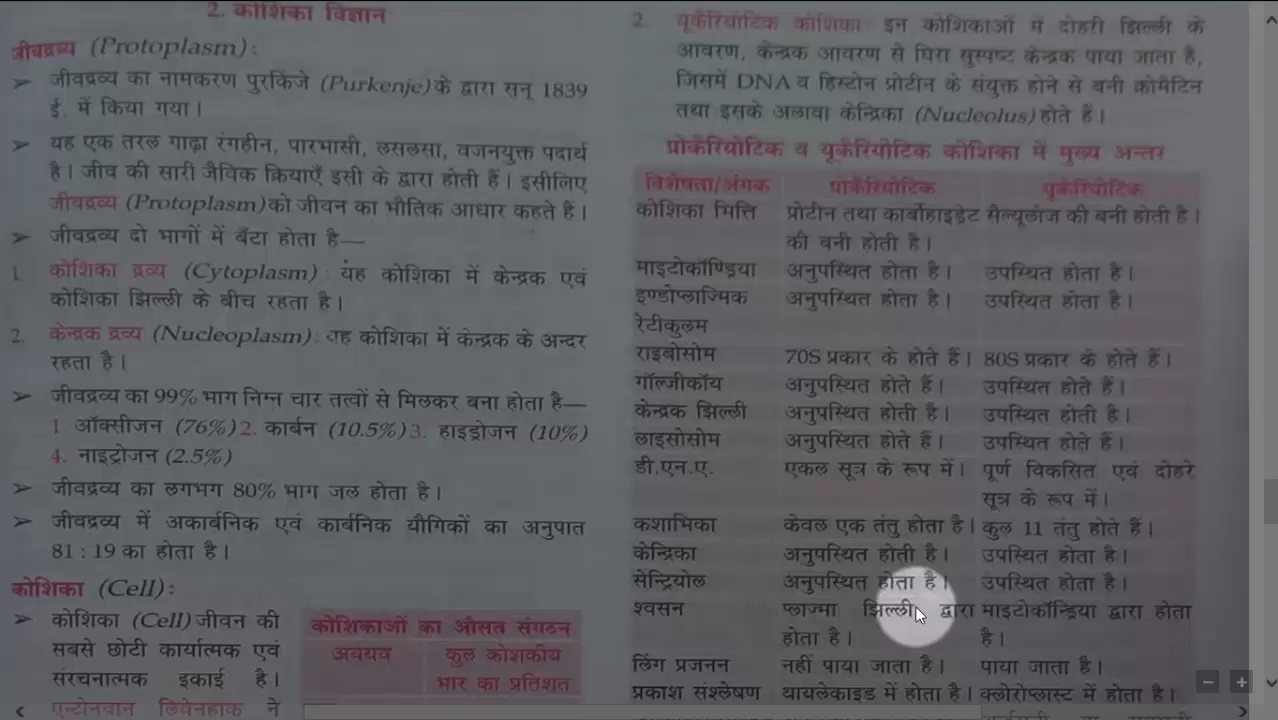 2. कोशिका विज्ञान
जीवद्रव्य (Protoplasm) :
➢ जीवद्रव्य का नामकरण पुरकिंजे (Purkenje) के द्वारा सन् 1839
ई. में किया गया।
➢ यह एक तरल गाढ़ा रंगहीन, पारभासी, लसलसा, वजनयुक्त पदार्थ
है। जीव की सारी जैविक क्रियाएँ इसी के द्वारा होती हैं। इसीलिए
जीवद्रव्य (Protoplasm) को जीवन का भौतिक आधार कहते हैं।
➢ जीवद्रव्य दो भागों में बँटा होता है—
1. कोशिका द्रव्य (Cytoplasm) : यह कोशिका में केन्द्रक एवं
कोशिका झिल्ली के बीच रहता है।
2. केन्द्रक द्रव्य (Nucleoplasm) : यह कोशिका में केन्द्रक के अन्दर
रहता है।
➢ जीवद्रव्य का 99% भाग निम्न चार तत्वों से मिलकर बना होता है—
1. ऑक्सीजन (76%) 2. कार्बन (10.5%) 3. हाइड्रोजन (10%)
4. नाइट्रोजन (2.5%)
➢ जीवद्रव्य का लगभग 80% भाग जल होता है।
➢ जीवद्रव्य में अकार्बनिक एवं कार्बनिक यौगिकों का अनुपात
81 : 19 का होता है।
कोशिका (Cell) :
➢ कोशिका (Cell) जीवन की
सबसे छोटी कार्यात्मक एवं
संरचनात्मक इकाई है।
एन्टोनवान लिवेनहाक ने
कोशिकाओं का औसत संगठन
अवयव कुल कोशकीय
भार का प्रतिशत
2. यूकैरियोटिक कोशिका : इन कोशिकाओं में दोहरी झिल्ली के
आवरण, केन्द्रक आवरण से घिरा सुस्पष्ट केन्द्रक पाया जाता है,
जिसमें DNA व हिस्टोन प्रोटीन के संयुक्त होने से बनी क्रोमैटिन
तथा इसके अलावा केन्द्रिका (Nucleolus) होते हैं।
प्रोकैरियोटिक व यूकैरियोटिक कोशिका में मुख्य अन्तर
विशेषता/अंगक प्रोकैरियोटिक यूकैरियोटिक
कोशिका भित्ति प्रोटीन तथा कार्बोहाइड्रेट सैल्यूलोज की बनी होती है।
की बनी होती है।
माइटोकॉण्ड्रिया अनुपस्थित होता है। उपस्थित होता है।
इण्डोप्लाज्मिक अनुपस्थित होता है। उपस्थित होता है।
रेटीकुलम
राइबोसोम 70S प्रकार के होते हैं। 80S प्रकार के होते हैं।
गॉल्जीकॉय अनुपस्थित होते हैं। उपस्थित होते हैं।
केन्द्रक झिल्ली अनुपस्थित होती है। उपस्थित होती है।
लाइसोसोम अनुपस्थित होते हैं। उपस्थित होते हैं।
डी.एन.ए. एकल सूत्र के रूप में। पूर्ण विकसित एवं दोहरे
सूत्र के रूप में।
कशाभिका केवल एक तंतु होता है। कुल 11 तंतु होते हैं।
केन्द्रिका अनुपस्थित होती है। उपस्थित होता है।
सेन्ट्रियोल अनुपस्थित होता है। उपस्थित होता है।
श्वसन प्लाज्मा झिल्ली द्वारा माइटोकॉन्ड्रिया द्वारा होता
होता है। है।
लिंग प्रजनन नहीं पाया जाता है। पाया जाता है।
प्रकाश संश्लेषण थायलेकाइड में होता है। क्लोरोप्लास्ट में होता है।